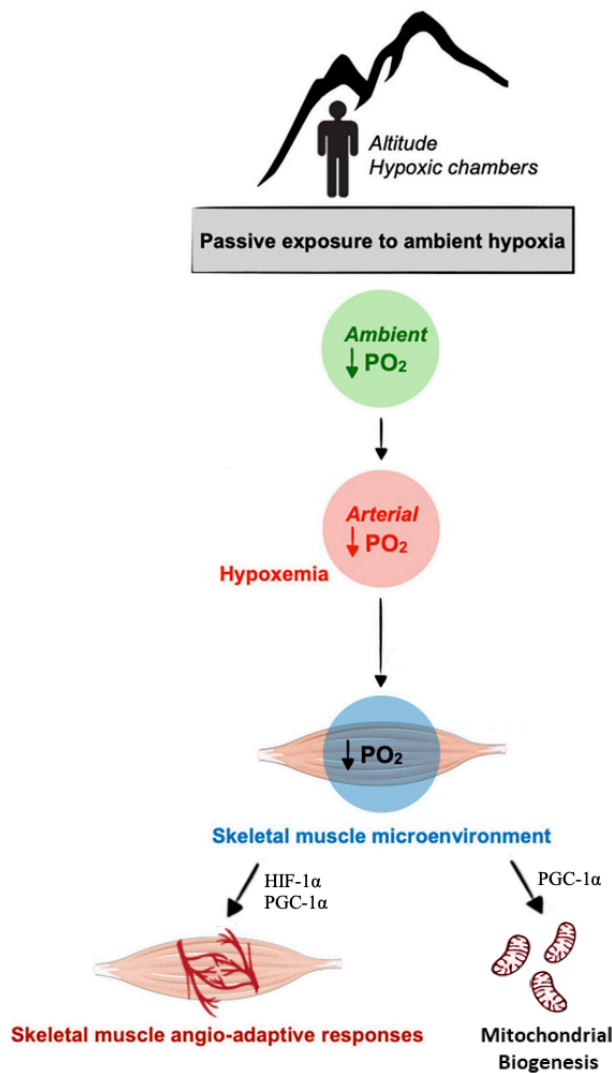 Altitude
Hypoxic chambers
Passive exposure to ambient hypoxia
Ambient
↓ PO₂
Arterial
↓ PO₂
Hypoxemia
↓ PO₂
Skeletal muscle microenvironment
HIF-1α
PGC-1α
PGC-1α
Skeletal muscle angio-adaptive responses
Mitochondrial
Biogenesis